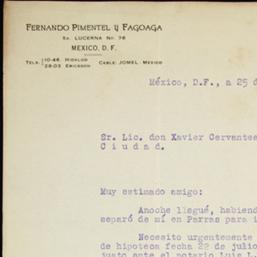 FERNANDO PIMENTEL Y FAGOAGA
5A. LUCERNA NO. 78
MEXICO, D. F.
TELS. 10-46. HIDALGO
28-03 ERICSSON
CABLE: JOMEL. MEXICO
México, D.F., a 25 d
Sr. Lic. don Xavier Cervantes
C i u d a d.
Muy estimado amigo:
Anoche llegué, habiend
separó de mí en Parras para i
Necesito urgentemente
de hipoteca fecha 22 de julio
justo ante el notario Luis L.